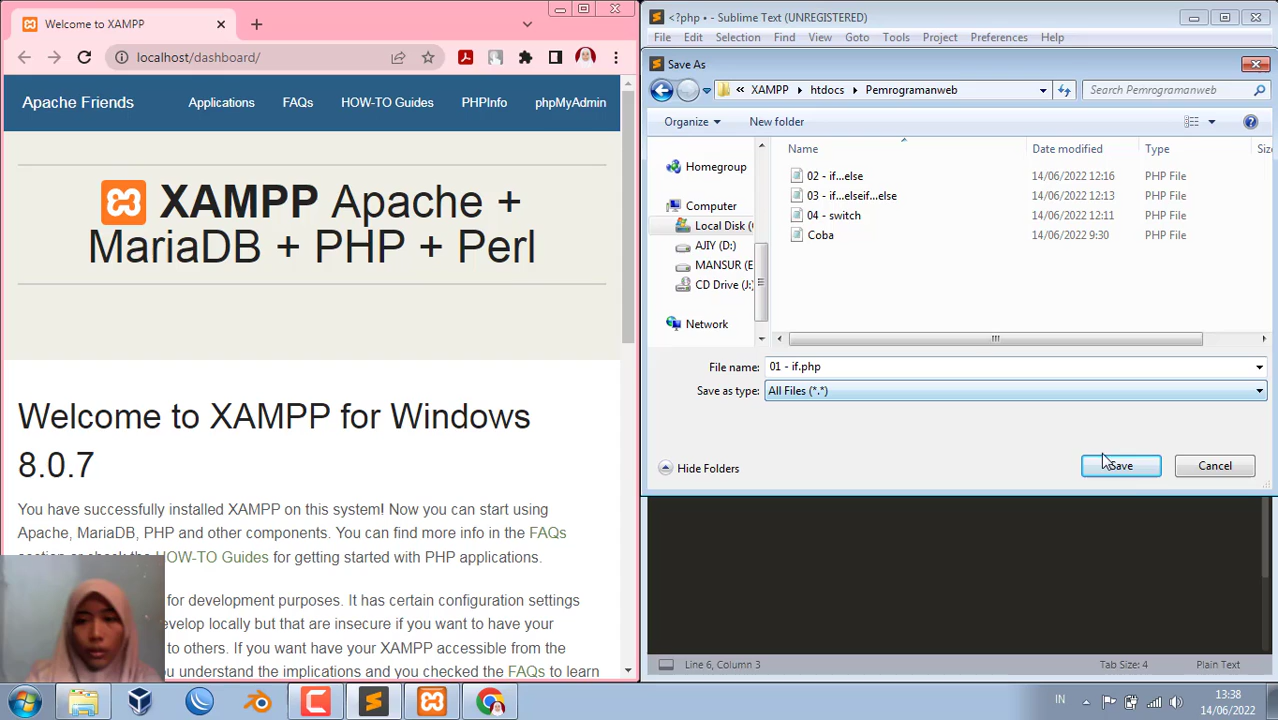 Welcome to XAMPP
localhost/dashboard/
Apache Friends
Applications
FAQs
HOW-TO Guides
PHPInfo
phpMyAdmin
XAMPP Apache +
MariaDB + PHP + Perl
Welcome to XAMPP for Windows
8.0.7
You have successfully installed XAMPP on this system! Now you can start using
Apache, MariaDB, PHP and other components. You can find more info in the FAQs
HOW-TO Guides for getting started with PHP applications.
for development purposes. It has certain configuration settings
evelop locally but that are insecure if you want to have your
to others. If you want have your XAMPP accessible from the
u understand the implications and you checked the FAQs to learn
<?php • - Sublime Text (UNREGISTERED)
File Edit Selection Find View Goto Tools Project Preferences Help
Save As
« XAMPP htdocs Pemrogramanweb
Search Pemrogramanweb
Organize
New folder
Name
Date modified
Type
Siz
Homegroup
Computer
Local Disk (
AJIY (D:)
MANSUR (E
CD Drive (J:)
Network
02 - if...else 14/06/2022 12:16 PHP File
03 - if...elseif...else 14/06/2022 12:13 PHP File
04 - switch 14/06/2022 12:11 PHP File
Coba 14/06/2022 9:30 PHP File
File name: 01 - if.php
Save as type: All Files (*.*)
Hide Folders
Save
Cancel
Line 6, Column 3
Tab Size: 4
Plain Text
IN
13:38
14/06/2022